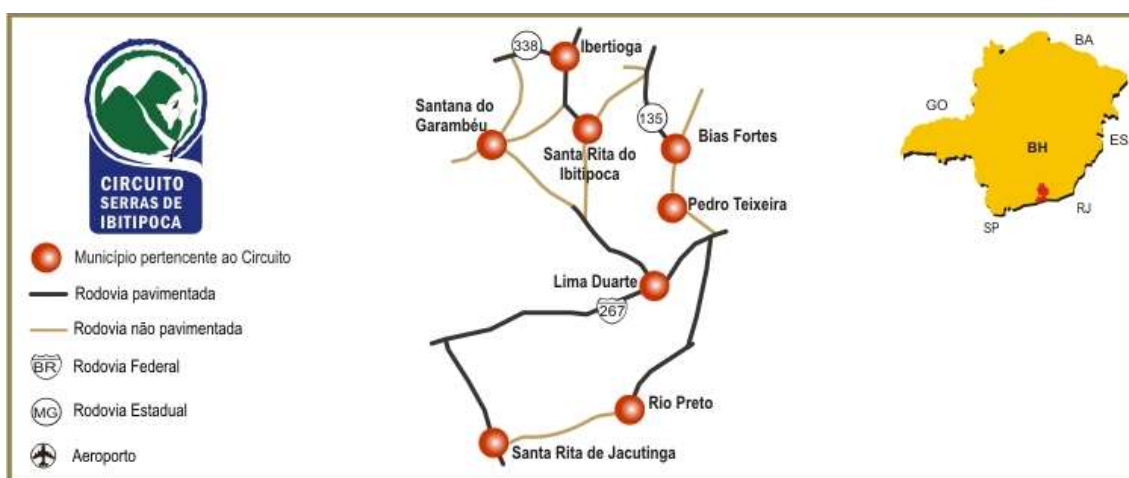 CIRCUITO
SERRAS DE
IBITIPOCA
Município pertencente ao Circuito
Rodovia pavimentada
Rodovia não pavimentada
BR Rodovia Federal
MG Rodovia Estadual
Aeroporto
338
Ibertioga
Santana do
Garambéu
135
Bias Fortes
Santa Rita do
Ibitipoca
Pedro Teixeira
Lima Duarte
267
Rio Preto
Santa Rita de Jacutinga
BA
GO
ES
BH
RJ
SP